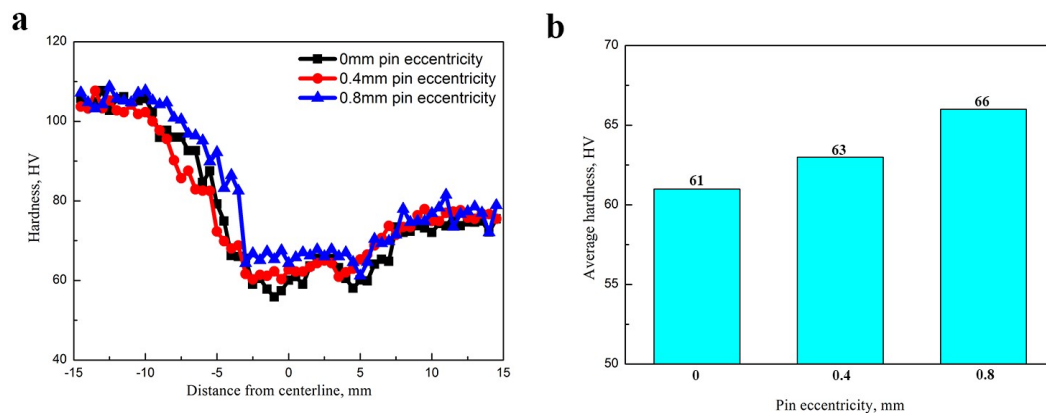 a
120
100
80
60
40
Hardness, HV
0mm pin eccentricity
0.4mm pin eccentricity
0.8mm pin eccentricity
-15 -10 -5 0 5 10 15
Distance from centerline, mm
b
70
65
60
55
50
Average hardness, HV
61
63
66
0 0.4 0.8
Pin eccentricity, mm